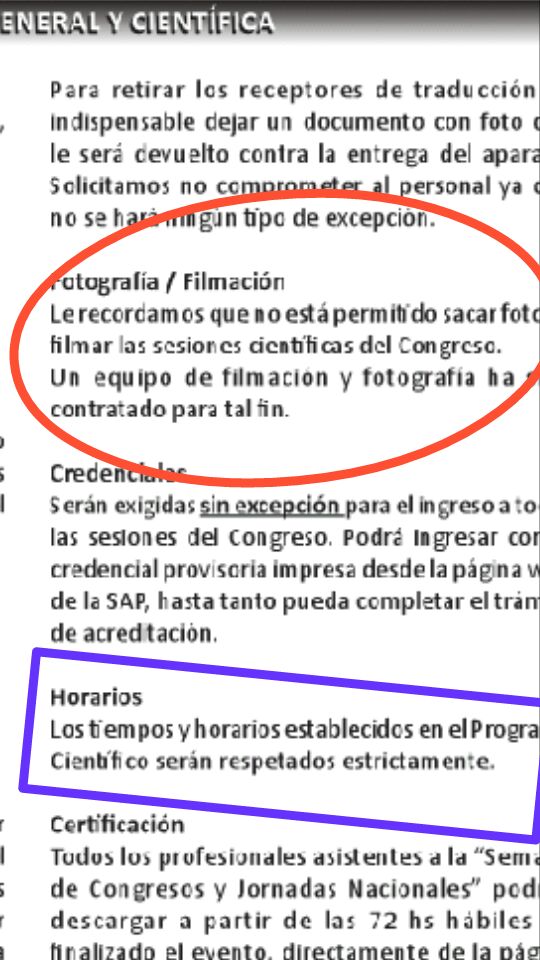 ENERAL Y CIENTÍFICA
Para retirar los receptores de traducción
indispensable dejar un documento con foto
le será devuelto contra la entrega del apara
Solicitamos no comprometer al personal ya
no se hará ningún tipo de excepción.
Fotografía / Filmación
Le recordamos que no está permitido sacar foto
filmar las sesiones científicas del Congreso.
Un equipo de filmación y fotografía ha
contratado para tal fin.
Credenciales
Serán exigidas sin excepción para el ingreso a to
las sesiones del Congreso. Podrá ingresar con
credencial provisoria impresa desde la página w
de la SAP, hasta tanto pueda completar el trám
de acreditación.
Horarios
Los tiempos y horarios establecidos en el Progra
Científico serán respetados estrictamente.
Certificación
Todos los profesionales asistentes a la “Sema
de Congresos y Jornadas Nacionales” pod
descargar a partir de las 72 hs hábiles
finalizado el evento, directamente de la pág